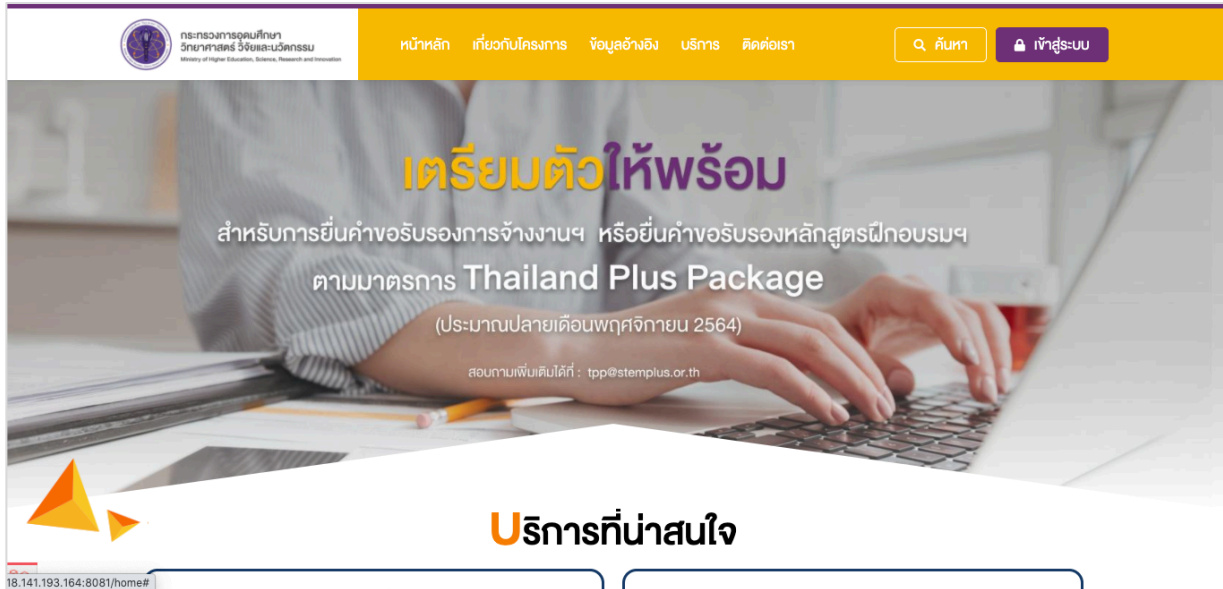 กระทรวงการอุดมศึกษา
วิทยาศาสตร์ วิจัยและนวัตกรรม
Ministry of Higher Education, Science, Research and Innovation
หน้าหลัก เกี่ยวกับโครงการ ข้อมูลอ้างอิง บริการ ติดต่อเรา ค้นหา เข้าสู่ระบบ
เตรียมตัวให้พร้อม
สำหรับการยื่นคำขอรับรองการจ้างงานฯ หรือยื่นคำขอรับรองหลักสูตรฝึกอบรมฯ
ตามมาตรการ Thailand Plus Package
(ประมาณปลายเดือนพฤศจิกายน 2564)
สอบถามเพิ่มเติมได้ที่ : tpp@stemplus.or.th
บริการที่น่าสนใจ
18.141.193.164:8081/home#